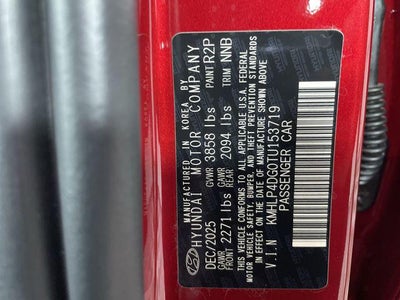 MANUFACTURED IN KOREA BY
HYUNDAI MOTOR COMPANY
DEC/2025 GVWR 3858 lbs PAINT R2P
GAWR FRONT 2271 lbs GAWR REAR 2094 lbs TRIM NNB
THIS VEHICLE CONFORMS TO ALL APPLICABLE U.S.A. FEDERAL
MOTOR VEHICLE SAFETY, BUMPER, AND THEFT PREVENTION STANDARDS
IN EFFECT ON THE DATE OF MANUFACTURE SHOWN ABOVE
V.I.N KMHLP4DG0TU153719
PASSENGER CAR